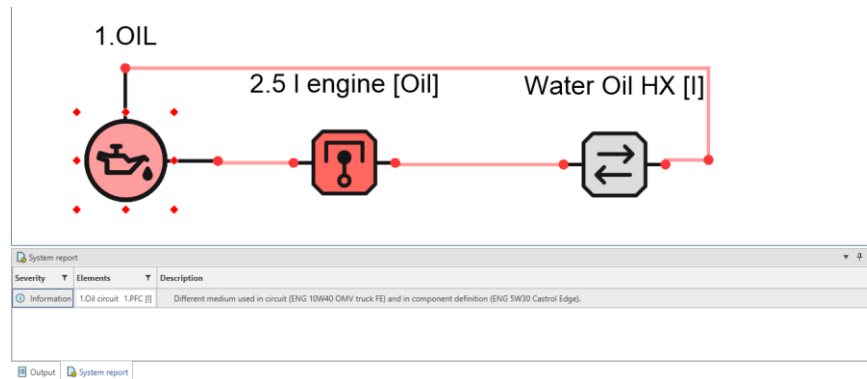 1.OIL
2.5 l engine [Oil]
Water Oil HX [I]
System report
Severity Elements Description
Information 1.Oil circuit 1.PFC [I] Different medium used in circuit (ENG 10W40 OMV truck FE) and in component definition (ENG 5W30 Castrol Edge).
Output System report